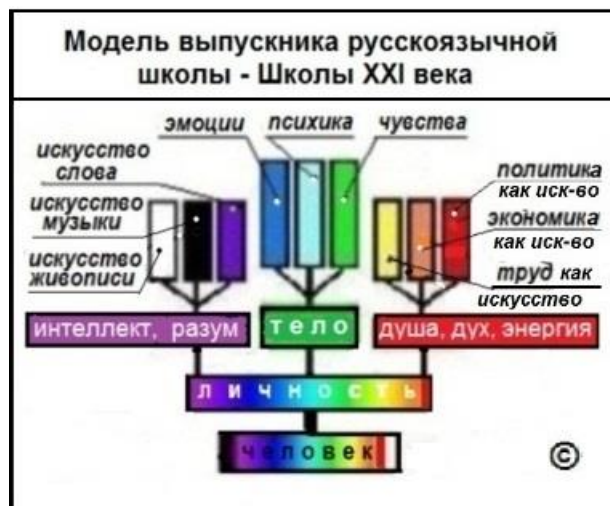 Модель выпускника русскоязычной
школы - Школы XXI века
эмоции
психика
чувства
искусство
слова
искусство
музыки
искусство
живописи
политика
как иск-во
экономика
как иск-во
труд как
искусство
интеллект, разум
тело
душа, дух, энергия
личность
человек
©